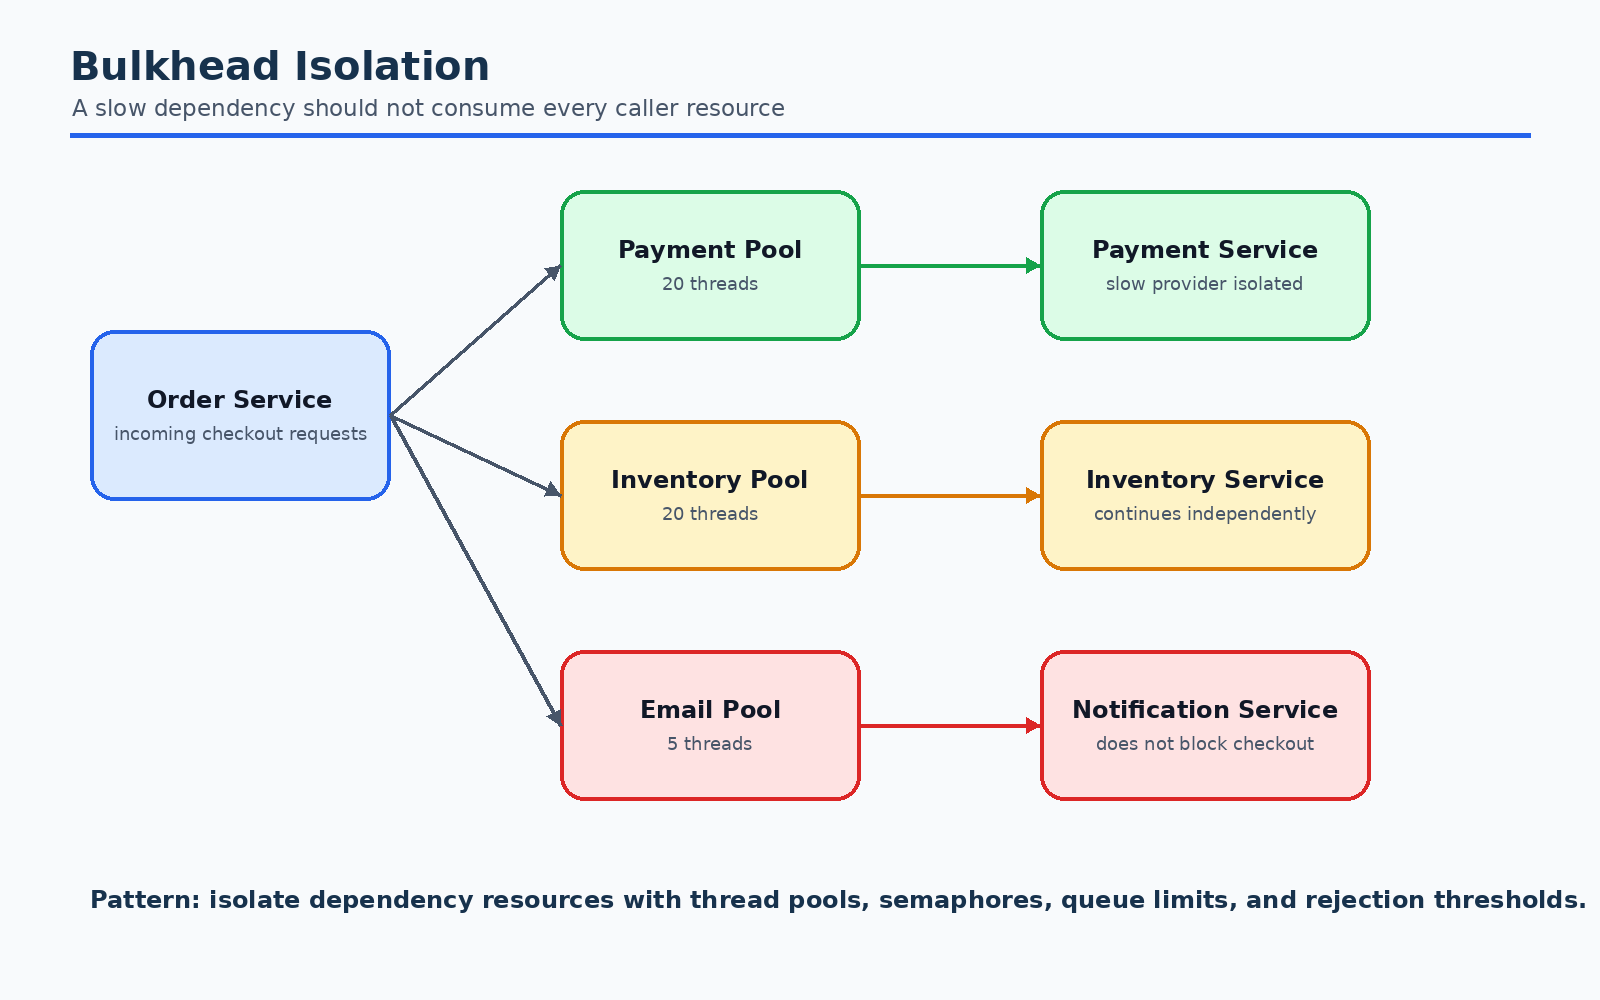 Bulkhead Isolation
A slow dependency should not consume every caller resource
Order Service
incoming checkout requests
Payment Pool
20 threads
Payment Service
slow provider isolated
Inventory Pool
20 threads
Inventory Service
continues independently
Email Pool
5 threads
Notification Service
does not block checkout
Pattern: isolate dependency resources with thread pools, semaphores, queue limits, and rejection thresholds.